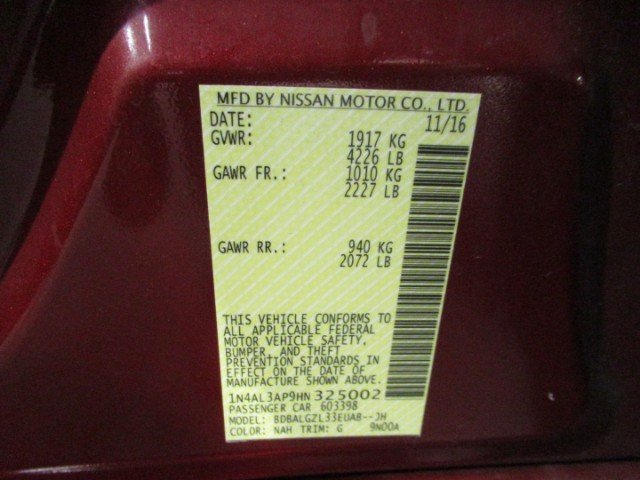 MFD BY NISSAN MOTOR CO., LTD.
DATE: 11/16
GVWR: 1917 KG
4226 LB
GAWR FR.: 1010 KG
2227 LB
GAWR RR.: 940 KG
2072 LB
THIS VEHICLE CONFORMS TO
ALL APPLICABLE FEDERAL
MOTOR VEHICLE SAFETY,
BUMPER, AND THEFT
PREVENTION STANDARDS IN
EFFECT ON THE DATE OF
MANUFACTURE SHOWN ABOVE.
1N4AL3AP9HN325002
PASSENGER CAR 603398
MODEL: BDBALGZL33EUAB--JH
COLOR: NAH TRIM: G 9N00A